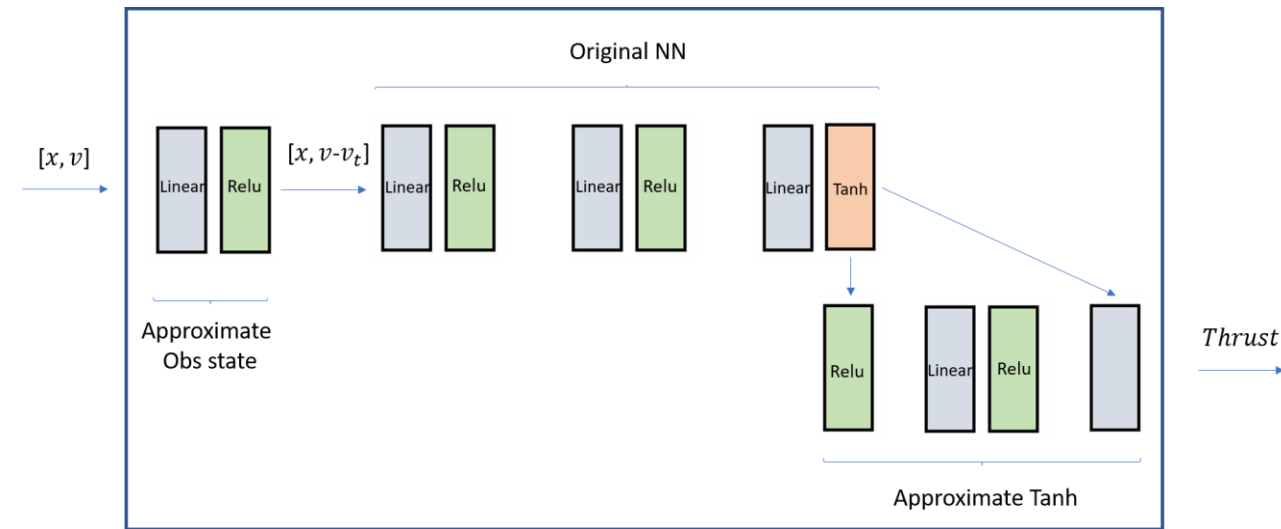 Original NN
[x, v]
Linear
Relu
[x, v-vₜ]
Linear
Relu
Linear
Relu
Linear
Tanh
Approximate
Obs state
Relu
Linear
Relu
Thrust
Approximate Tanh